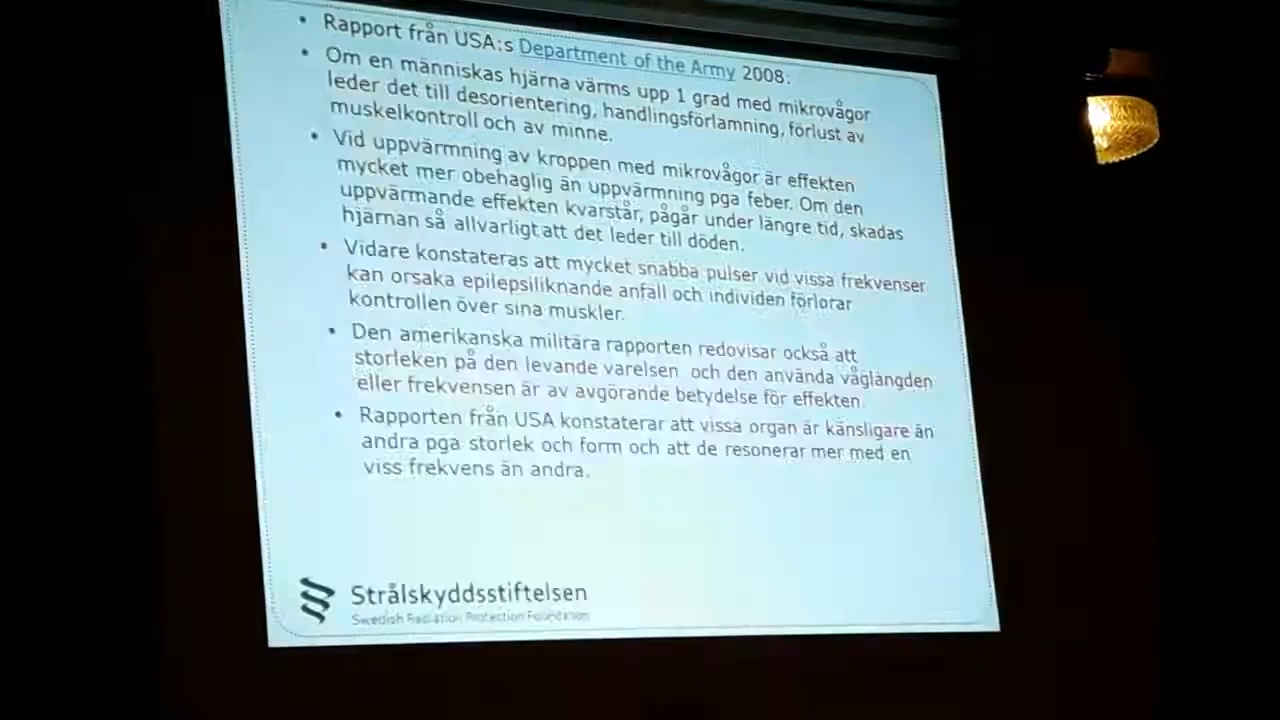 • Rapport från USA:s Department of the Army 2008:
• Om en människas hjärna värms upp 1 grad med mikrovågor
leder det till desorientering, handlingsförlamning, förlust av
muskelkontroll och av minne.
• Vid uppvärmning av kroppen med mikrovågor är effekten
mycket mer obehaglig än uppvärmning pga feber. Om den
uppvärmande effekten kvarstår, pågår under längre tid, skadas
hjärnan så allvarligt att det leder till döden.
• Vidare konstateras att mycket snabba pulser vid vissa frekvenser
kan orsaka epilepsiliknande anfall och individen förlorar
kontrollen över sina muskler.
• Den amerikanska militära rapporten redovisar också att
storleken på den levande varelsen och den använda våglängden
eller frekvensen är av avgörande betydelse för effekten.
• Rapporten från USA konstaterar att vissa organ är känsligare än
andra pga storlek och form och att de resonerar mer med en
viss frekvens än andra.
Strålskyddsstiftelsen
Swedish Radiation Protection Foundation